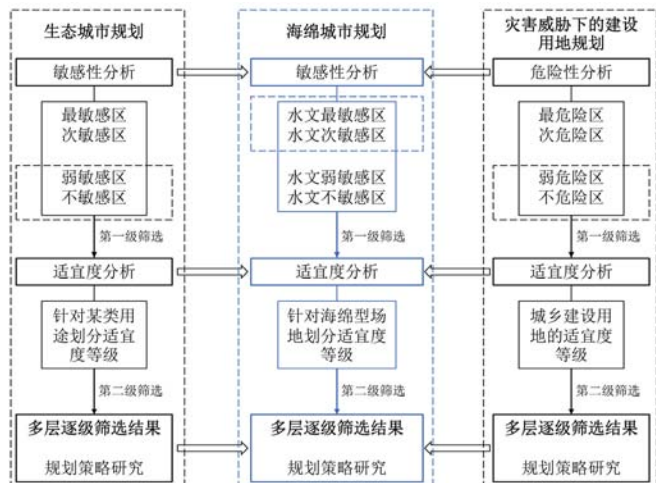 生态城市规划
敏感性分析
最敏感区
次敏感区
弱敏感区
不敏感区
第一级筛选
适宜度分析
针对某类用
途划分适宜
度等级
第二级筛选
多层逐级筛选结果
规划策略研究
海绵城市规划
敏感性分析
水文最敏感区
水文次敏感区
水文弱敏感区
水文不敏感区
第一级筛选
适宜度分析
针对海绵型场
地划分适宜度
等级
第二级筛选
多层逐级筛选结果
规划策略研究
灾害威胁下的建设
用地规划
危险性分析
最危险区
次危险区
弱危险区
不危险区
第一级筛选
适宜度分析
城乡建设用
地的适宜度
等级
第二级筛选
多层逐级筛选结果
规划策略研究